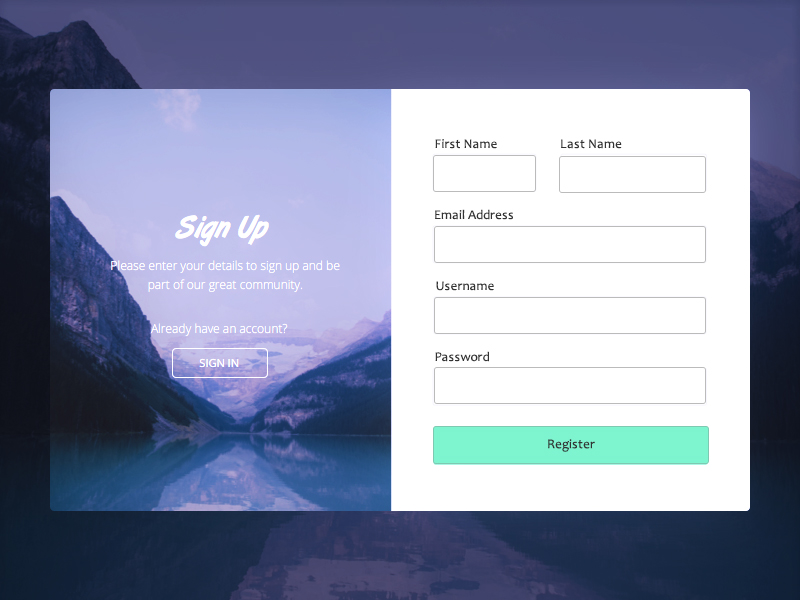 Sign Up
Please enter your details to sign up and be
part of our great community.
Already have an account?
SIGN IN
First Name
Last Name
Email Address
Username
Password
Register